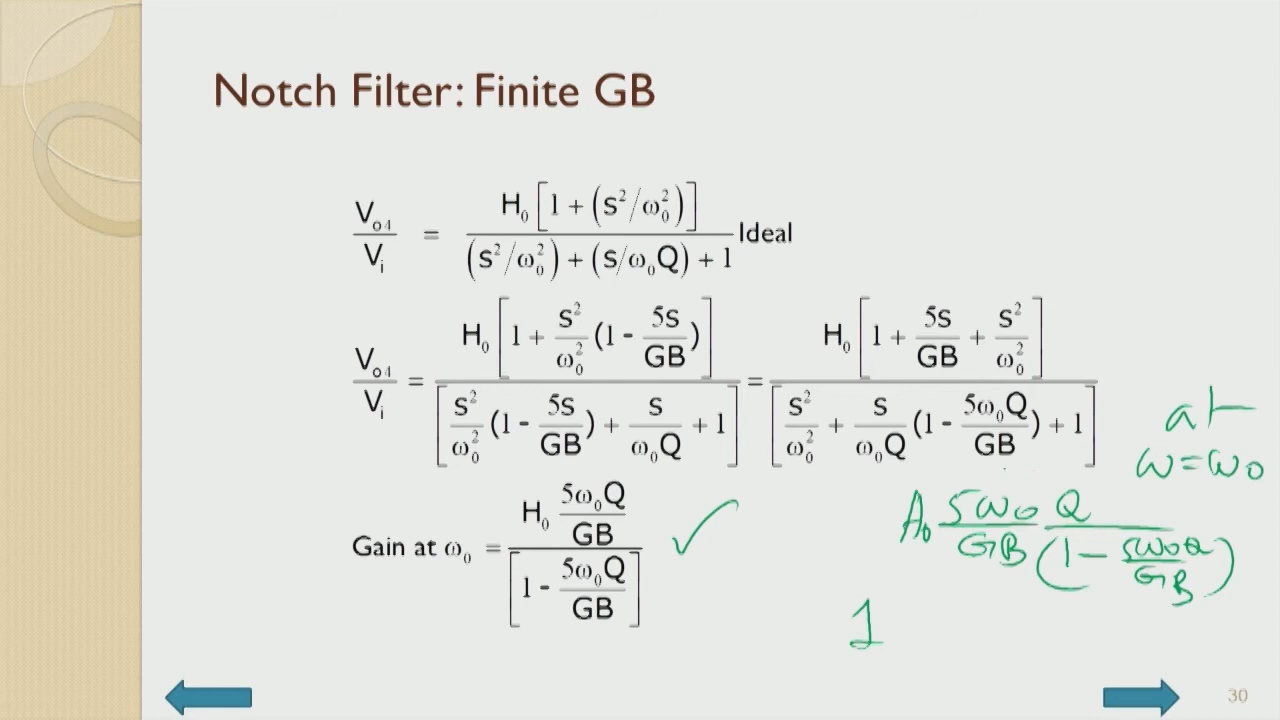 Notch Filter: Finite GB
V_o4/V_i = H_0[1 + (s²/ω_0²)] / ((s²/ω_0²) + (s/ω_0Q) + 1) Ideal
V_o4/V_i = H_0[1 + s²/ω_0² (1 - 5s/GB)] / [s²/ω_0² (1 - 5s/GB) + s/ω_0Q + 1] = H_0[1 + 5s/GB + s²/ω_0²] / [s²/ω_0² + s/ω_0Q (1 - 5ω_0Q/GB) + 1]
at
ω=ω0
Gain at ω_0 = H_0 5ω_0Q/GB / [1 - 5ω_0Q/GB] ✓
A0 5ω0 Q / GB (1 - 5ω0Q/GB)
1
30